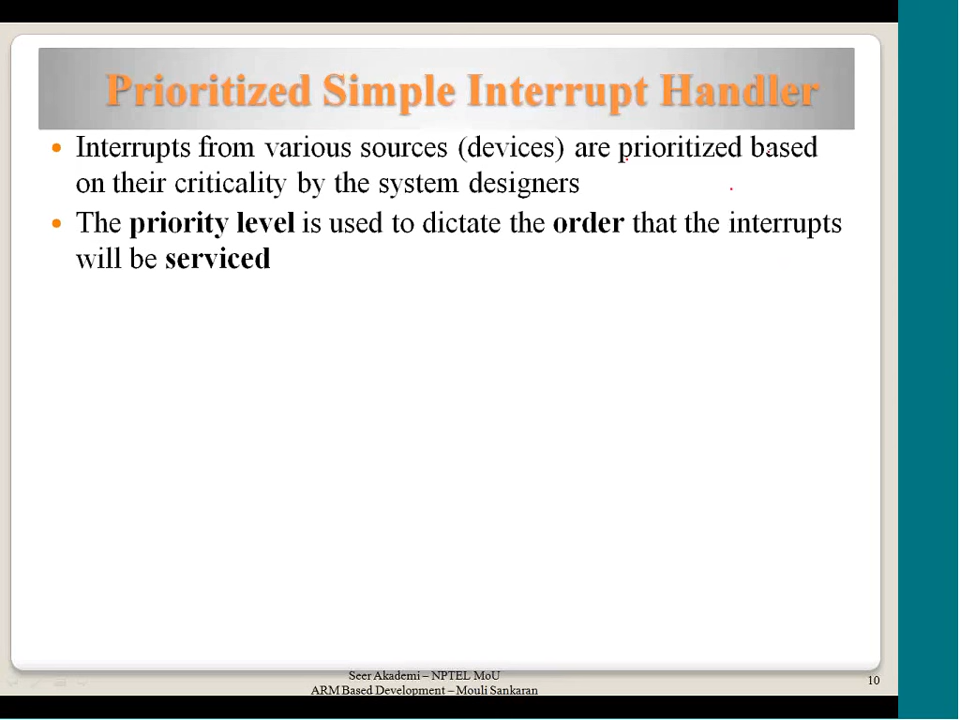 Prioritized Simple Interrupt Handler
• Interrupts from various sources (devices) are prioritized based
on their criticality by the system designers
• The priority level is used to dictate the order that the interrupts
will be serviced
Seer Akademi – NPTEL MoU
ARM Based Development – Mouli Sankaran
10